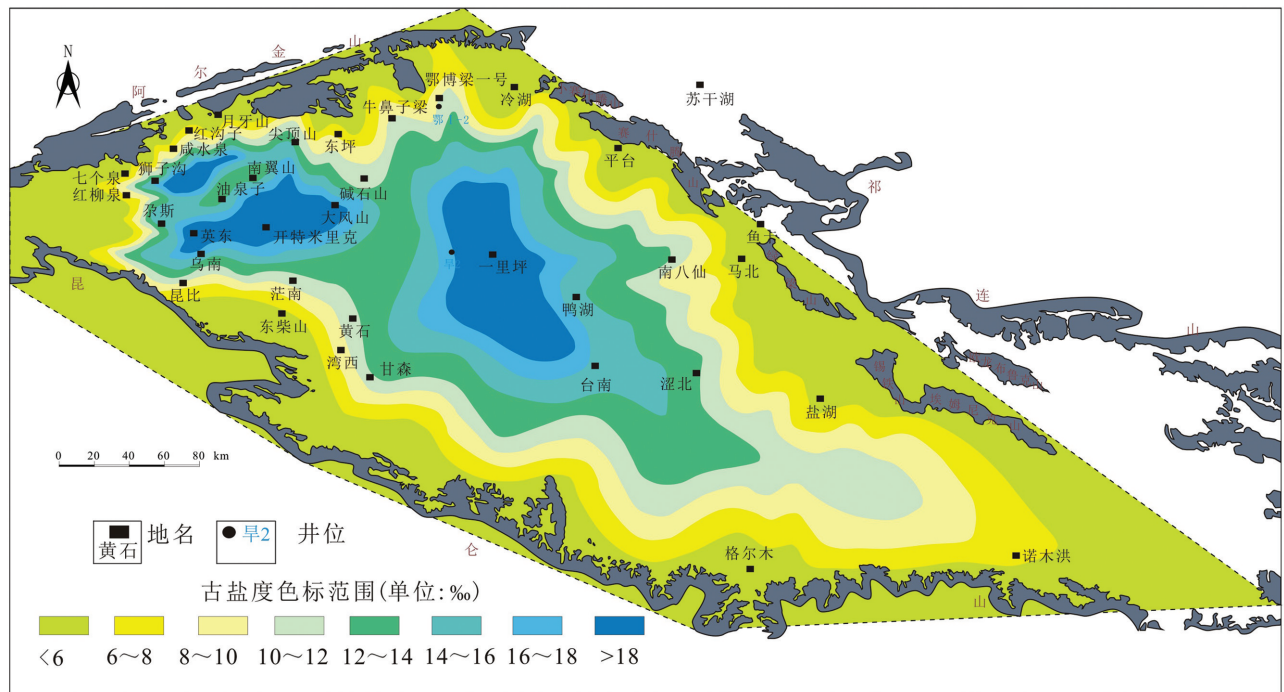 N
阿
尔
金
山
鄂博梁一号
冷湖
苏干湖
牛鼻子梁
月牙山
红沟子
尖顶山
东坪
咸水泉
平台
狮子沟
南翼山
七个泉
油泉子
碱石山
红柳泉
大风山
尕斯
英东
开特米里克
乌南
一里坪
南八仙
鱼卡
马北
祁
连
山
昆
昆比
茫南
东柴山
黄石
鸭湖
湾西
甘森
台南
涩北
盐湖
0 20 40 60 80 km
黄石
地名
旱2
井位
仑
格尔木
诺木洪
山
古盐度色标范围(单位:‰)
<6 6～8 8～10 10～12 12～14 14～16 16～18 >18